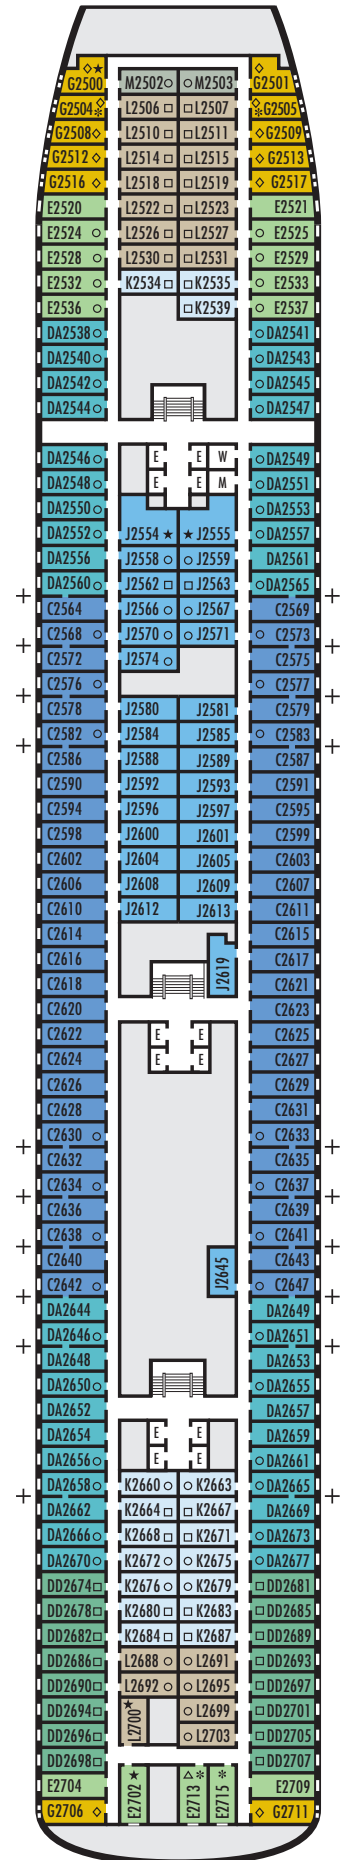 G2500 ◇★ M2502○ ○M2503 ◇ G2501
G2504 ◇✻ L2506□ □L2507 ◇✻ G2505
G2508◇ L2510□ □L2511 ◇G2509
G2512◇ L2514□ □L2515 ◇G2513
G2516◇ L2518□ □L2519 ◇G2517
E2520 L2522□ □L2523 E2521
E2524○ L2526□ □L2527 ○E2525
E2528○ L2530□ □L2531 ○E2529
E2532○ K2534□ □K2535 ○E2533
E2536○ □K2539 ○E2537
DA2538○ ○DA2541
DA2540○ ○DA2543
DA2542○ ○DA2545
DA2544○ ○DA2547
DA2546○ E E W ○DA2549
DA2548○ E E M ○DA2551
DA2550○ ○DA2553
DA2552○ J2554★ ★J2555 ○DA2557
DA2556 J2558○ ○J2559 DA2561
DA2560○ J2562□ □J2563 ○DA2565
C2564 J2566○ ○J2567 C2569
C2568○ J2570○ ○J2571 ○C2573
C2572 J2574○ C2575
C2576○ ○C2577
C2578 J2580 J2581 C2579
C2582○ J2584 J2585 ○C2583
C2586 J2588 J2589 C2587
C2590 J2592 J2593 C2591
C2594 J2596 J2597 C2595
C2598 J2600 J2601 C2599
C2602 J2604 J2605 C2603
C2606 J2608 J2609 C2607
C2610 J2612 J2613 C2611
C2614 C2615
C2616 J2619 C2617
C2618 C2621
C2620 C2623
C2622 E E C2625
C2624 E E C2627
C2626 C2629
C2628 C2631
C2630○ ○C2633
C2632 C2635
C2634○ ○C2637
C2636 C2639
C2638○ ○C2641
C2640 J2645 C2643
C2642○ ○C2647
DA2644 DA2649
DA2646○ ○DA2651
DA2648 DA2653
DA2650○ ○DA2655
DA2652 DA2657
DA2654 E E DA2659
DA2656○ E E ○DA2661
DA2658○ K2660○ ○K2663 ○DA2665
DA2662 K2664□ □K2667 DA2669
DA2666○ K2668□ □K2671 ○DA2673
DA2670○ K2672○ ○K2675 ○DA2677
DD2674□ K2676○ ○K2679 □DD2681
DD2678□ K2680□ □K2683 □DD2685
DD2682□ K2684□ □K2687 □DD2689
DD2686□ L2688○ ○L2691 □DD2693
DD2690□ L2692○ ○L2695 □DD2697
DD2694□ L2700★ ○L2699 □DD2701
DD2696□ ○L2703 □DD2705
DD2698□ □DD2707
E2704 E2702★ E2713△✻ E2715✻ E2709
G2706◇ ◇G2711